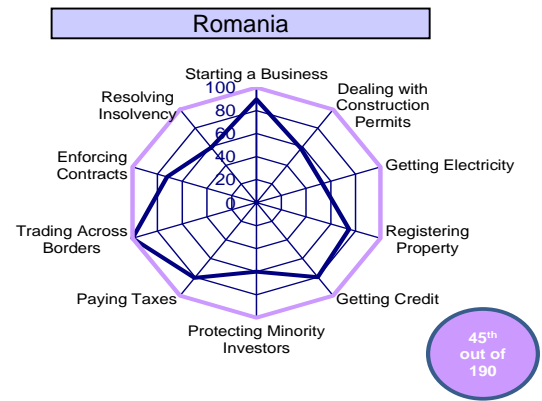 Romania
Starting a Business
Dealing with
Construction
Permits
Getting Electricity
Registering
Property
Getting Credit
Protecting Minority
Investors
Paying Taxes
Trading Across
Borders
Enforcing
Contracts
Resolving
Insolvency
100
80
60
40
20
0
45th
out of
190